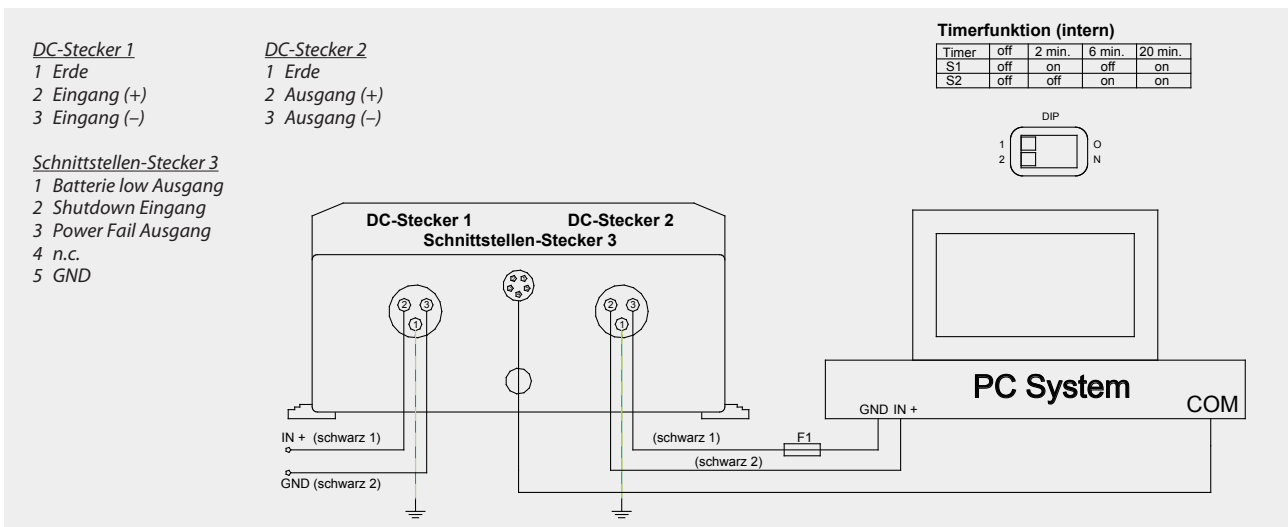 DC-Stecker 1
1 Erde
2 Eingang (+)
3 Eingang (–)
DC-Stecker 2
1 Erde
2 Ausgang (+)
3 Ausgang (–)
Schnittstellen-Stecker 3
1 Batterie low Ausgang
2 Shutdown Eingang
3 Power Fail Ausgang
4 n.c.
5 GND
Timerfunktion (intern)
Timer off 2 min. 6 min. 20 min.
S1 off on off on
S2 off off on on
DIP
1 O
2 N
DC-Stecker 1 DC-Stecker 2
Schnittstellen-Stecker 3
2 3
1
2 3
1
PC System
GND IN +
COM
IN + (schwarz 1)
GND (schwarz 2)
(schwarz 1)
F1
(schwarz 2)